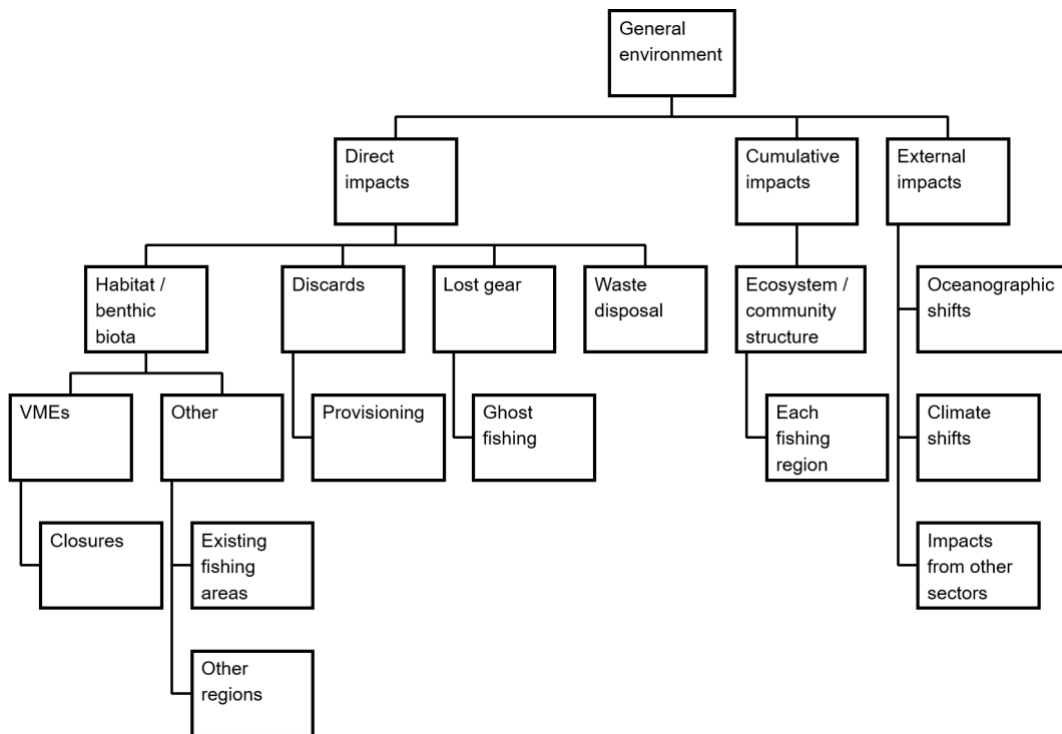 General
environment
Direct
impacts
Cumulative
impacts
External
impacts
Habitat /
benthic
biota
Discards
Lost gear
Waste
disposal
Ecosystem /
community
structure
Oceanographic
shifts
VMEs
Other
Provisioning
Ghost
fishing
Each
fishing
region
Climate
shifts
Closures
Existing
fishing
areas
Impacts
from other
sectors
Other
regions